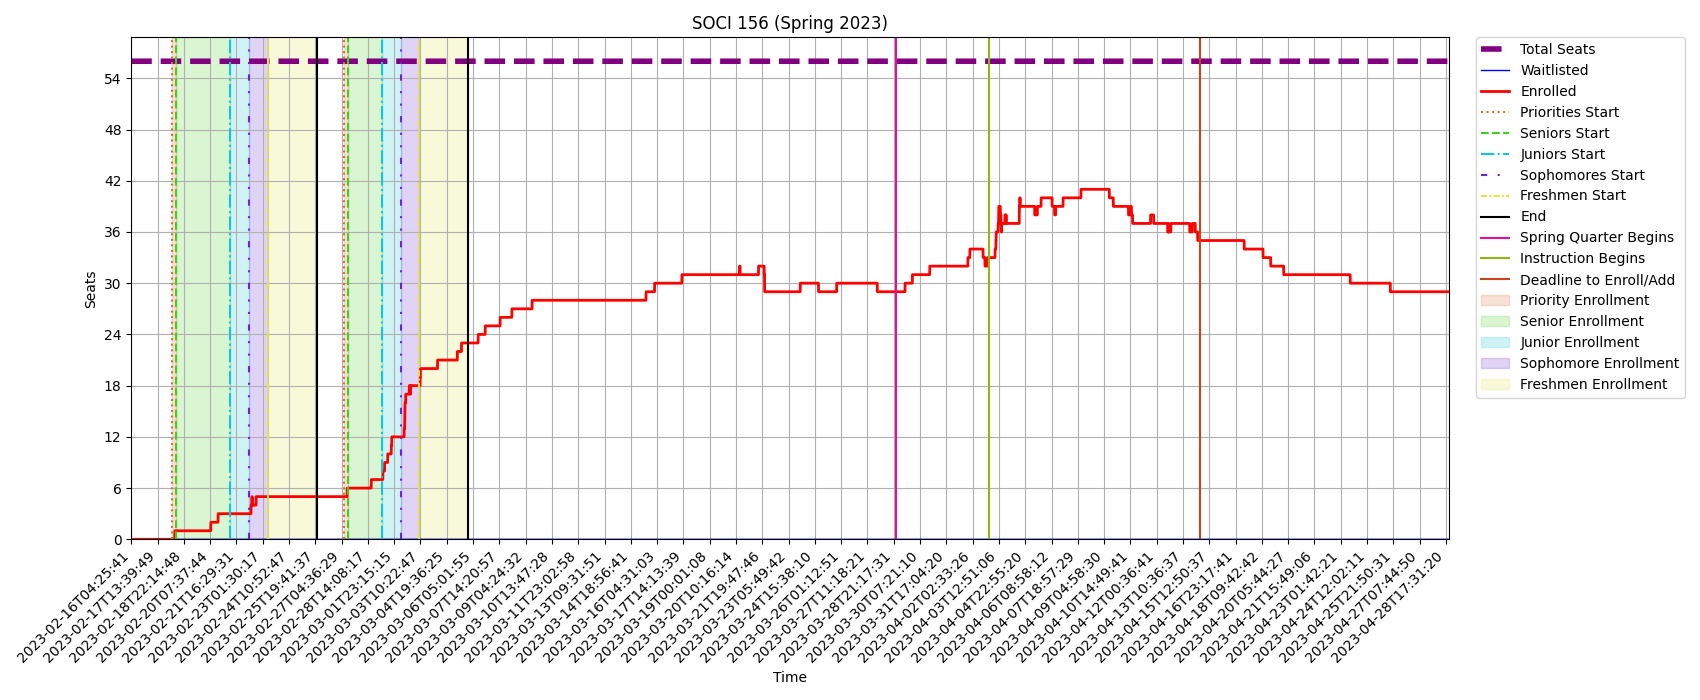 SOCI 156 (Spring 2023)
Seats
54
48
42
36
30
24
18
12
6
0
2023-02-16T04:25:41
2023-02-17T13:39:49
2023-02-18T22:14:48
2023-02-20T07:37:44
2023-02-21T16:29:31
2023-02-23T01:30:17
2023-02-24T10:52:47
2023-02-25T19:41:37
2023-02-27T04:36:29
2023-02-28T14:08:17
2023-03-01T23:15:15
2023-03-03T10:22:47
2023-03-04T19:36:25
2023-03-06T05:01:55
2023-03-07T14:20:57
2023-03-09T04:24:32
2023-03-10T13:47:28
2023-03-11T23:02:58
2023-03-13T09:31:51
2023-03-14T18:56:41
2023-03-16T04:31:03
2023-03-17T14:13:39
2023-03-19T00:01:08
2023-03-20T10:16:14
2023-03-21T19:47:46
2023-03-23T05:49:42
2023-03-24T15:38:10
2023-03-26T01:12:51
2023-03-27T11:18:21
2023-03-28T21:17:31
2023-03-30T07:21:10
2023-03-31T17:04:20
2023-04-02T02:33:26
2023-04-03T12:51:06
2023-04-04T22:55:20
2023-04-06T08:58:12
2023-04-07T18:57:29
2023-04-09T04:58:30
2023-04-10T14:49:41
2023-04-12T00:36:41
2023-04-13T10:36:37
2023-04-15T12:50:37
2023-04-16T23:17:41
2023-04-18T09:42:42
2023-04-20T05:44:27
2023-04-21T15:49:06
2023-04-23T01:42:21
2023-04-24T12:02:11
2023-04-25T21:50:31
2023-04-27T07:44:50
2023-04-28T17:31:20
Time
Total Seats
Waitlisted
Enrolled
Priorities Start
Seniors Start
Juniors Start
Sophomores Start
Freshmen Start
End
Spring Quarter Begins
Instruction Begins
Deadline to Enroll/Add
Priority Enrollment
Senior Enrollment
Junior Enrollment
Sophomore Enrollment
Freshmen Enrollment